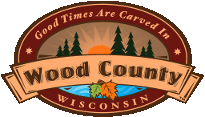 Good Times Are Carved In
Wood County
WISCONSIN